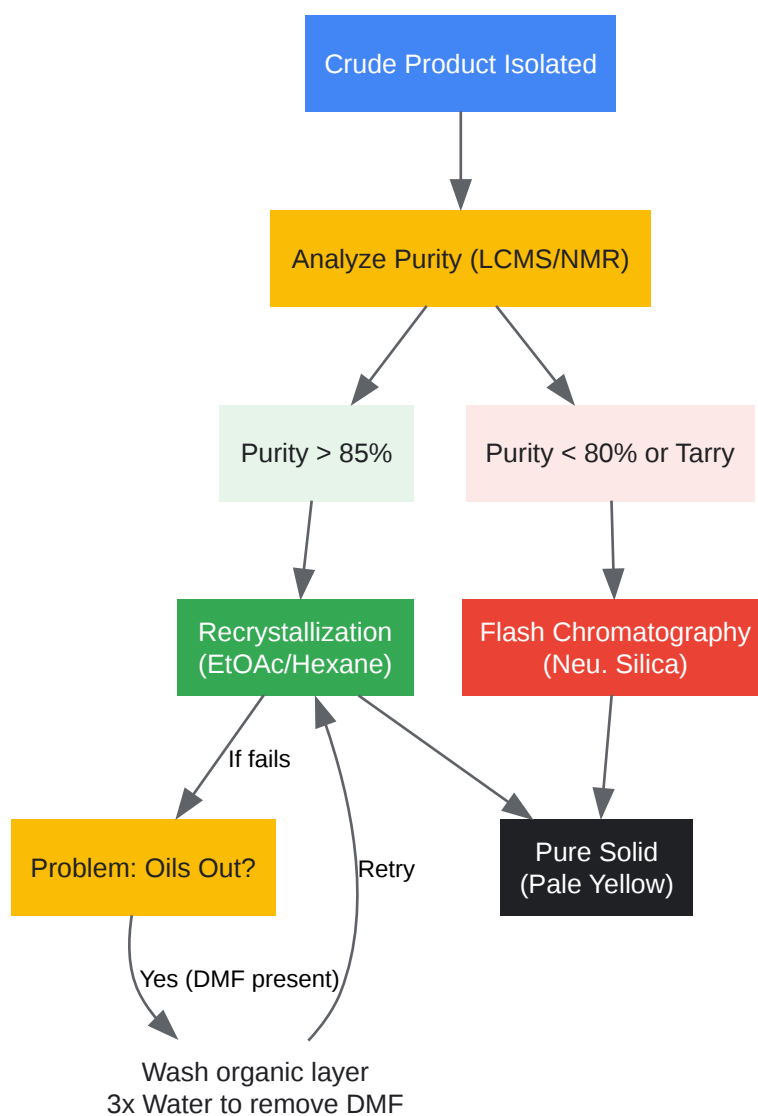 Crude Product Isolated
Analyze Purity (LCMS/NMR)
Purity > 85%
Purity < 80% or Tarry
Recrystallization
(EtOAc/Hexane)
Flash Chromatography
(Neu. Silica)
If fails
Problem: Oils Out?
Retry
Pure Solid
(Pale Yellow)
Yes (DMF present)
Wash organic layer
3x Water to remove DMF